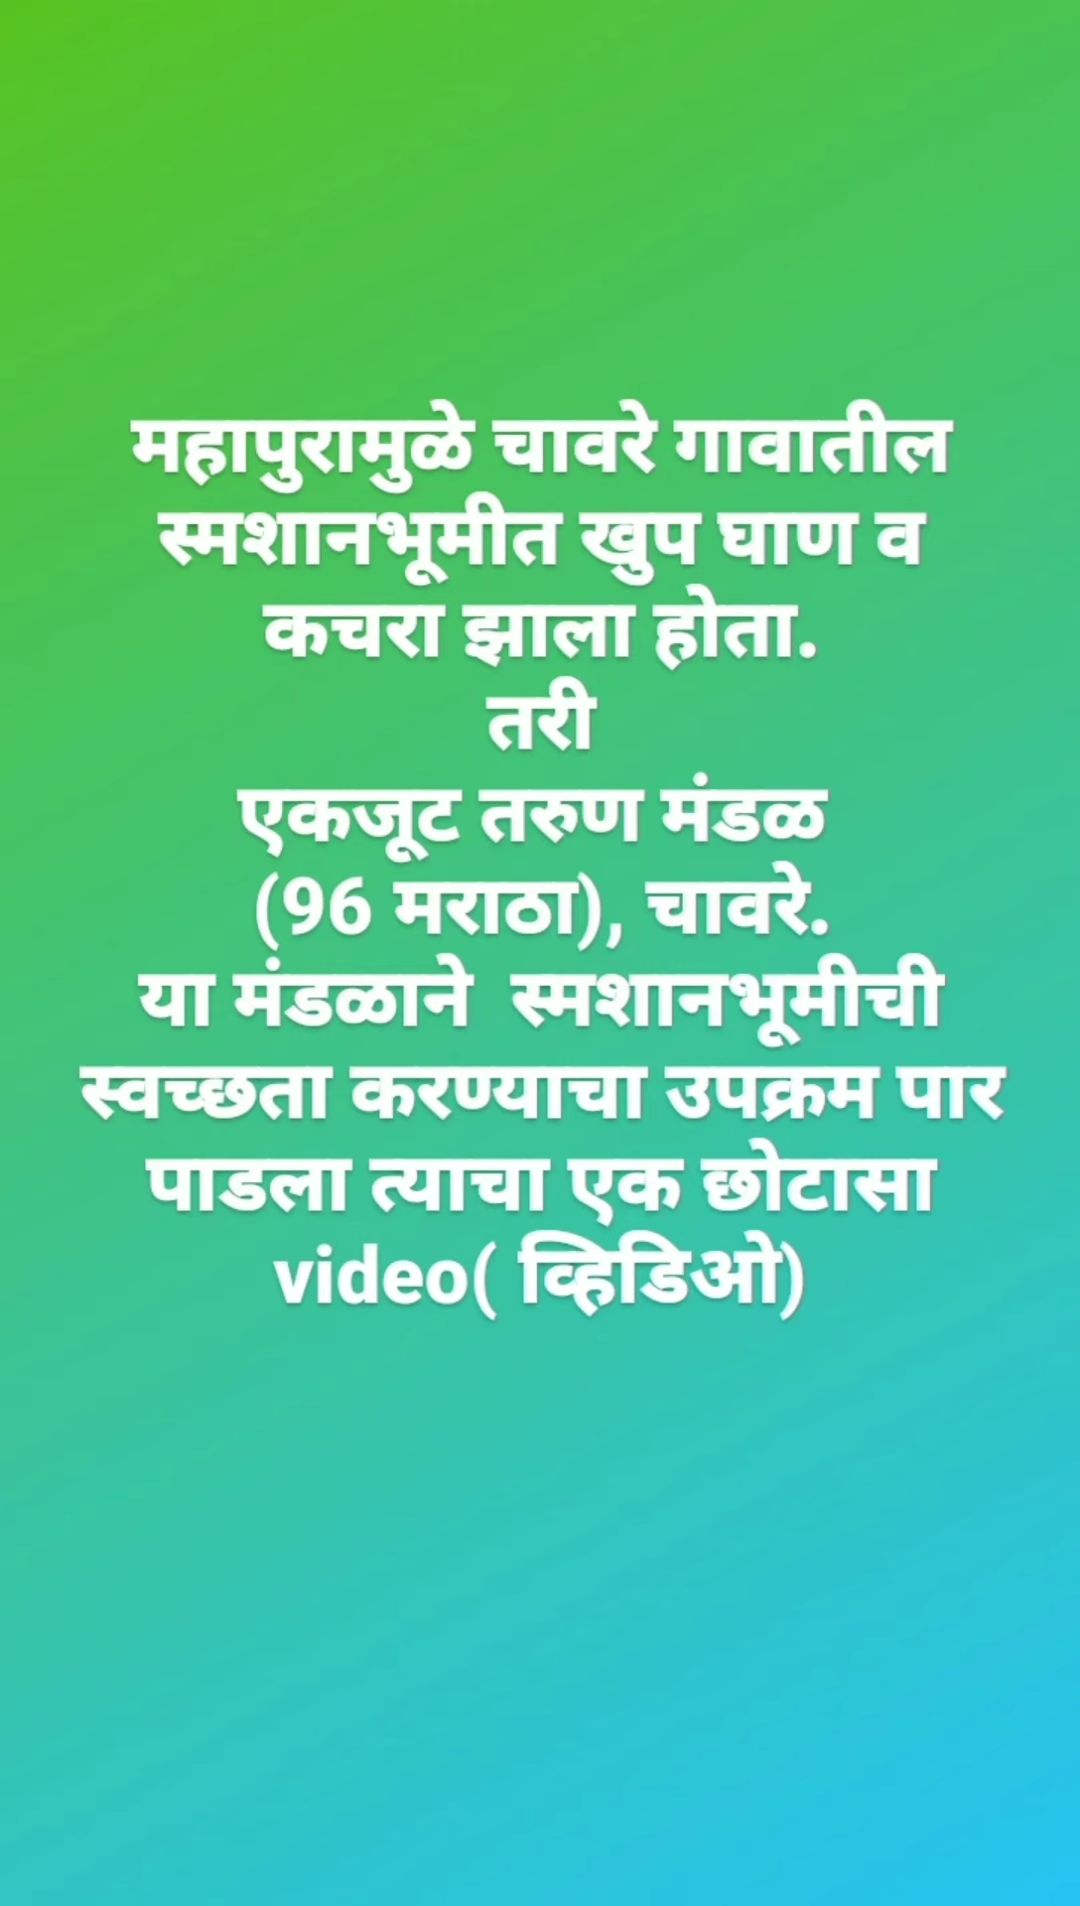 महापुरामुळे चावरे गावातील
स्मशानभूमीत खुप घाण व
कचरा झाला होता.
तरी
एकजूट तरुण मंडळ
(96 मराठा), चावरे.
या मंडळाने स्मशानभूमीची
स्वच्छता करण्याचा उपक्रम पार
पाडला त्याचा एक छोटासा
video( व्हिडिओ)